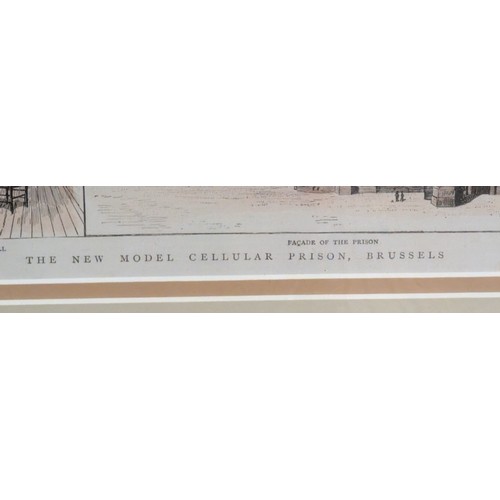 FAÇADE OF THE PRISON
THE NEW MODEL CELLULAR PRISON, BRUSSELS